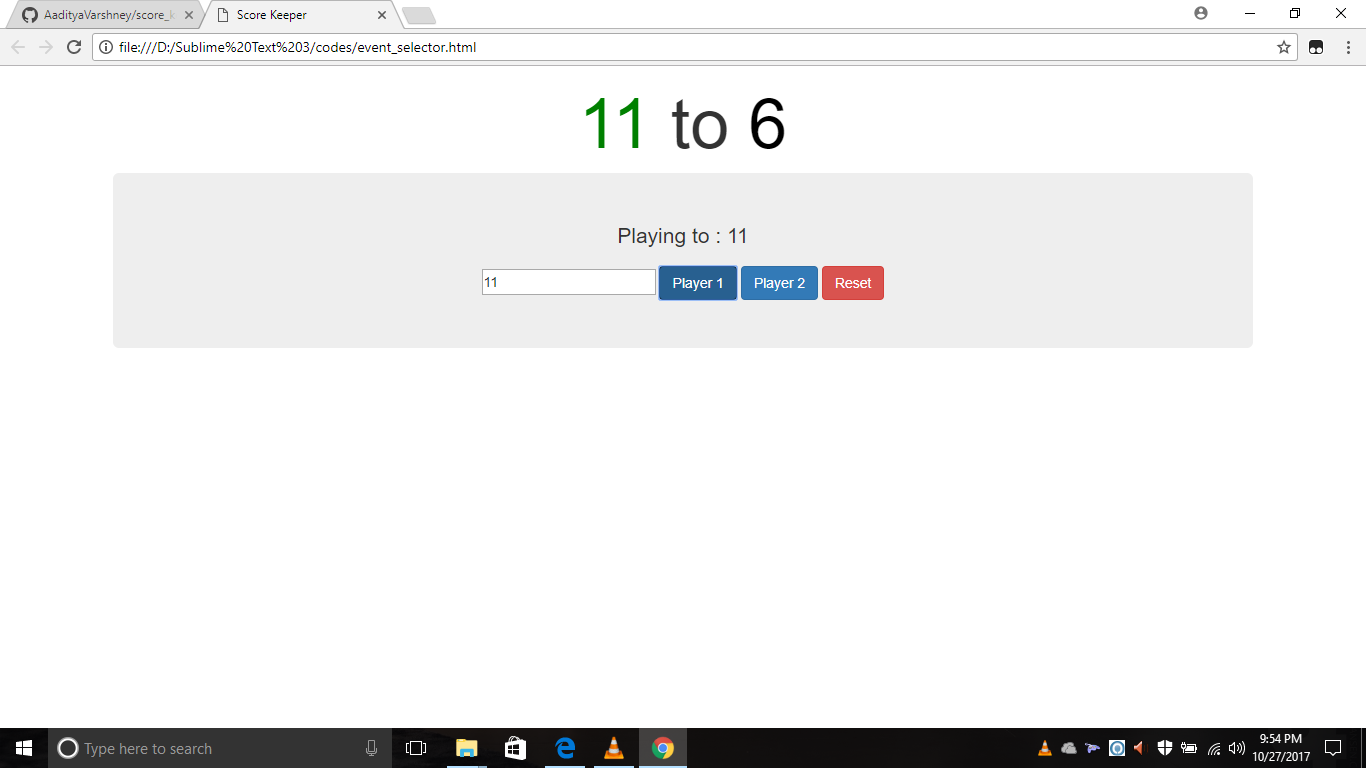 AadityaVarshney/score_k
Score Keeper
file:///D:/Sublime%20Text%203/codes/event_selector.html
11 to 6
Playing to : 11
11 Player 1 Player 2 Reset
Type here to search
9:54 PM
10/27/2017